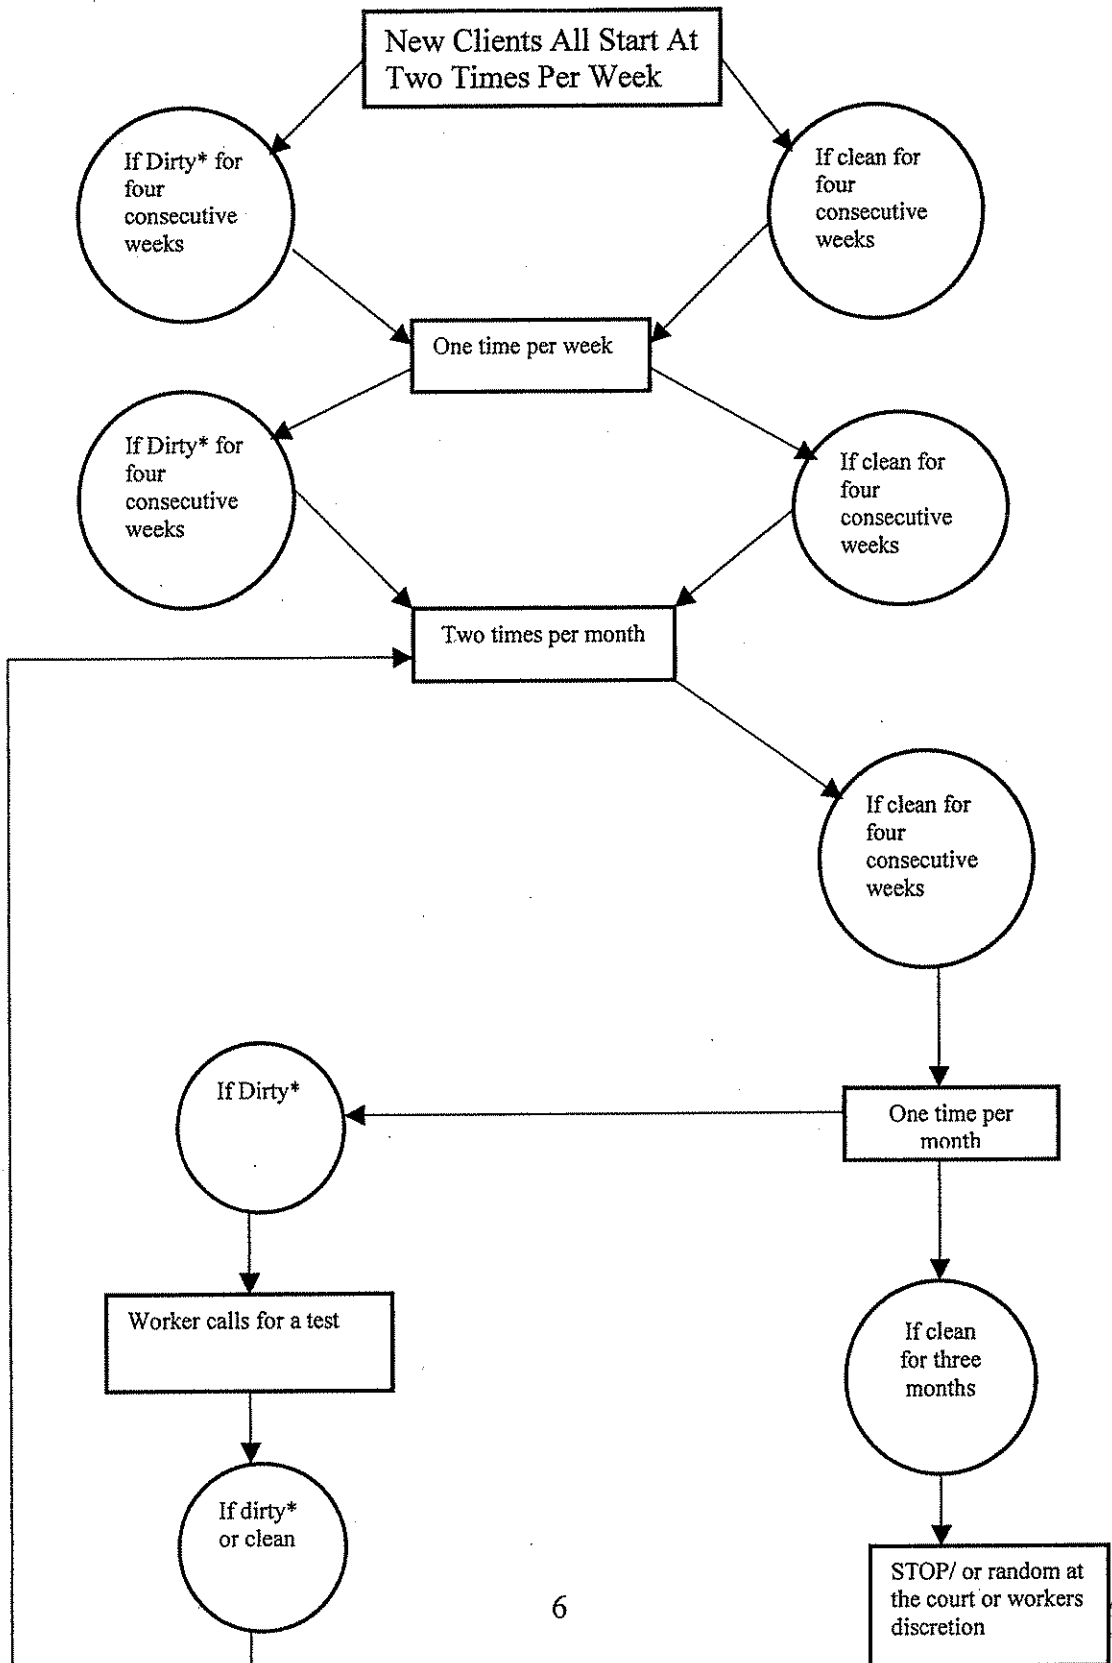 New Clients All Start At
Two Times Per Week
If Dirty* for
four
consecutive
weeks
If clean for
four
consecutive
weeks
One time per week
If Dirty* for
four
consecutive
weeks
If clean for
four
consecutive
weeks
Two times per month
If clean for
four
consecutive
weeks
If Dirty*
One time per
month
Worker calls for a test
If clean
for three
months
If dirty*
or clean
STOP/ or random at
the court or workers
discretion
6